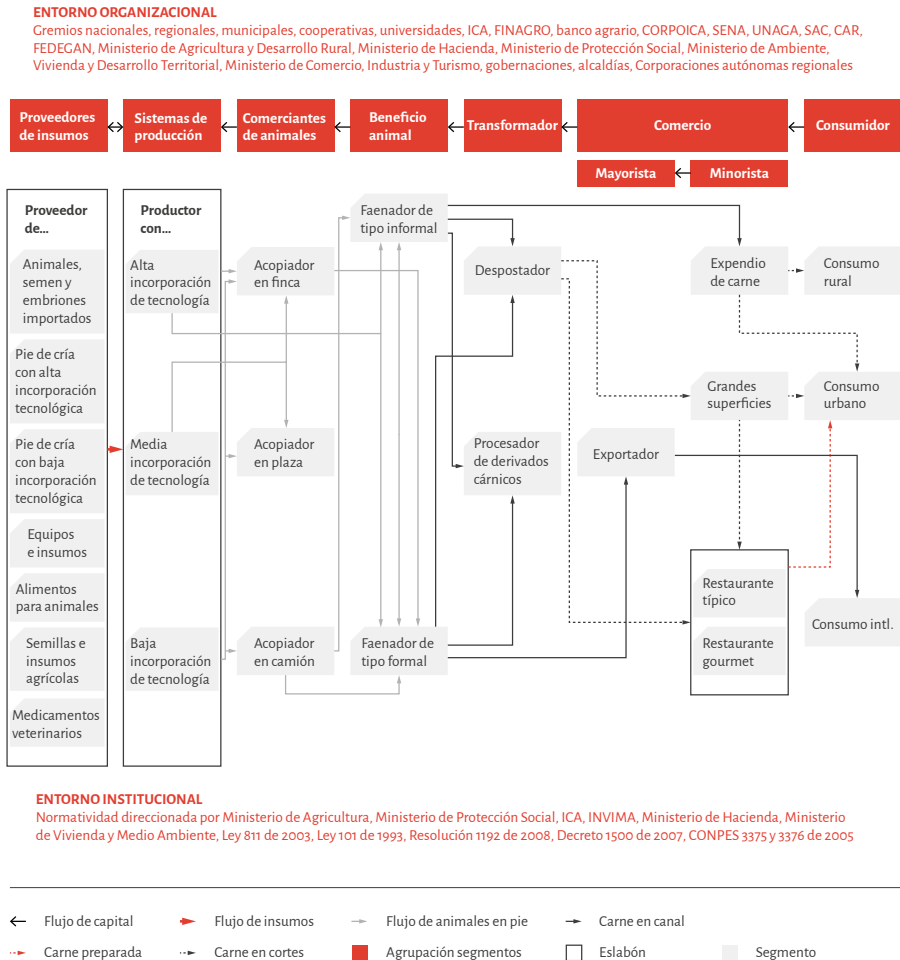 ENTORNO ORGANIZACIONAL
Gremios nacionales, regionales, municipales, cooperativas, universidades, ICA, FINAGRO, banco agrario, CORPOICA, SENA, UNAGA, SAC, CAR,
FEDEGAN, Ministerio de Agricultura y Desarrollo Rural, Ministerio de Hacienda, Ministerio de Protección Social, Ministerio de Ambiente,
Vivienda y Desarrollo Territorial, Ministerio de Comercio, Industria y Turismo, gobernaciones, alcaldías, Corporaciones autónomas regionales
Proveedores
de insumos
Sistemas de
producción
Comerciantes
de animales
Beneficio
animal
Transformador
Comercio
Consumidor
Mayorista
Minorista
Proveedor
de...
Animales,
semen y
embriones
importados
Pie de cría
con alta
incorporación
tecnológica
Pie de cría
con baja
incorporación
tecnológica
Equipos
e insumos
Alimentos
para animales
Semillas e
insumos
agrícolas
Medicamentos
veterinarios
Productor
con...
Alta
incorporación
de tecnología
Media
incorporación
de tecnología
Baja
incorporación
de tecnología
Acopiador
en finca
Acopiador
en plaza
Acopiador
en camión
Faenador de
tipo informal
Faenador de
tipo formal
Despostador
Procesador
de derivados
cárnicos
Exportador
Expendio
de carne
Grandes
superficies
Restaurante
típico
Restaurante
gourmet
Consumo
rural
Consumo
urbano
Consumo intl.
ENTORNO INSTITUCIONAL
Normatividad direccionada por Ministerio de Agricultura, Ministerio de Protección Social, ICA, INVIMA, Ministerio de Hacienda, Ministerio
de Vivienda y Medio Ambiente, Ley 811 de 2003, Ley 101 de 1993, Resolución 1192 de 2008, Decreto 1500 de 2007, CONPES 3375 y 3376 de 2005
Flujo de capital
Flujo de insumos
Flujo de animales en pie
Carne en canal
Carne preparada
Carne en cortes
Agrupación segmentos
Eslabón
Segmento